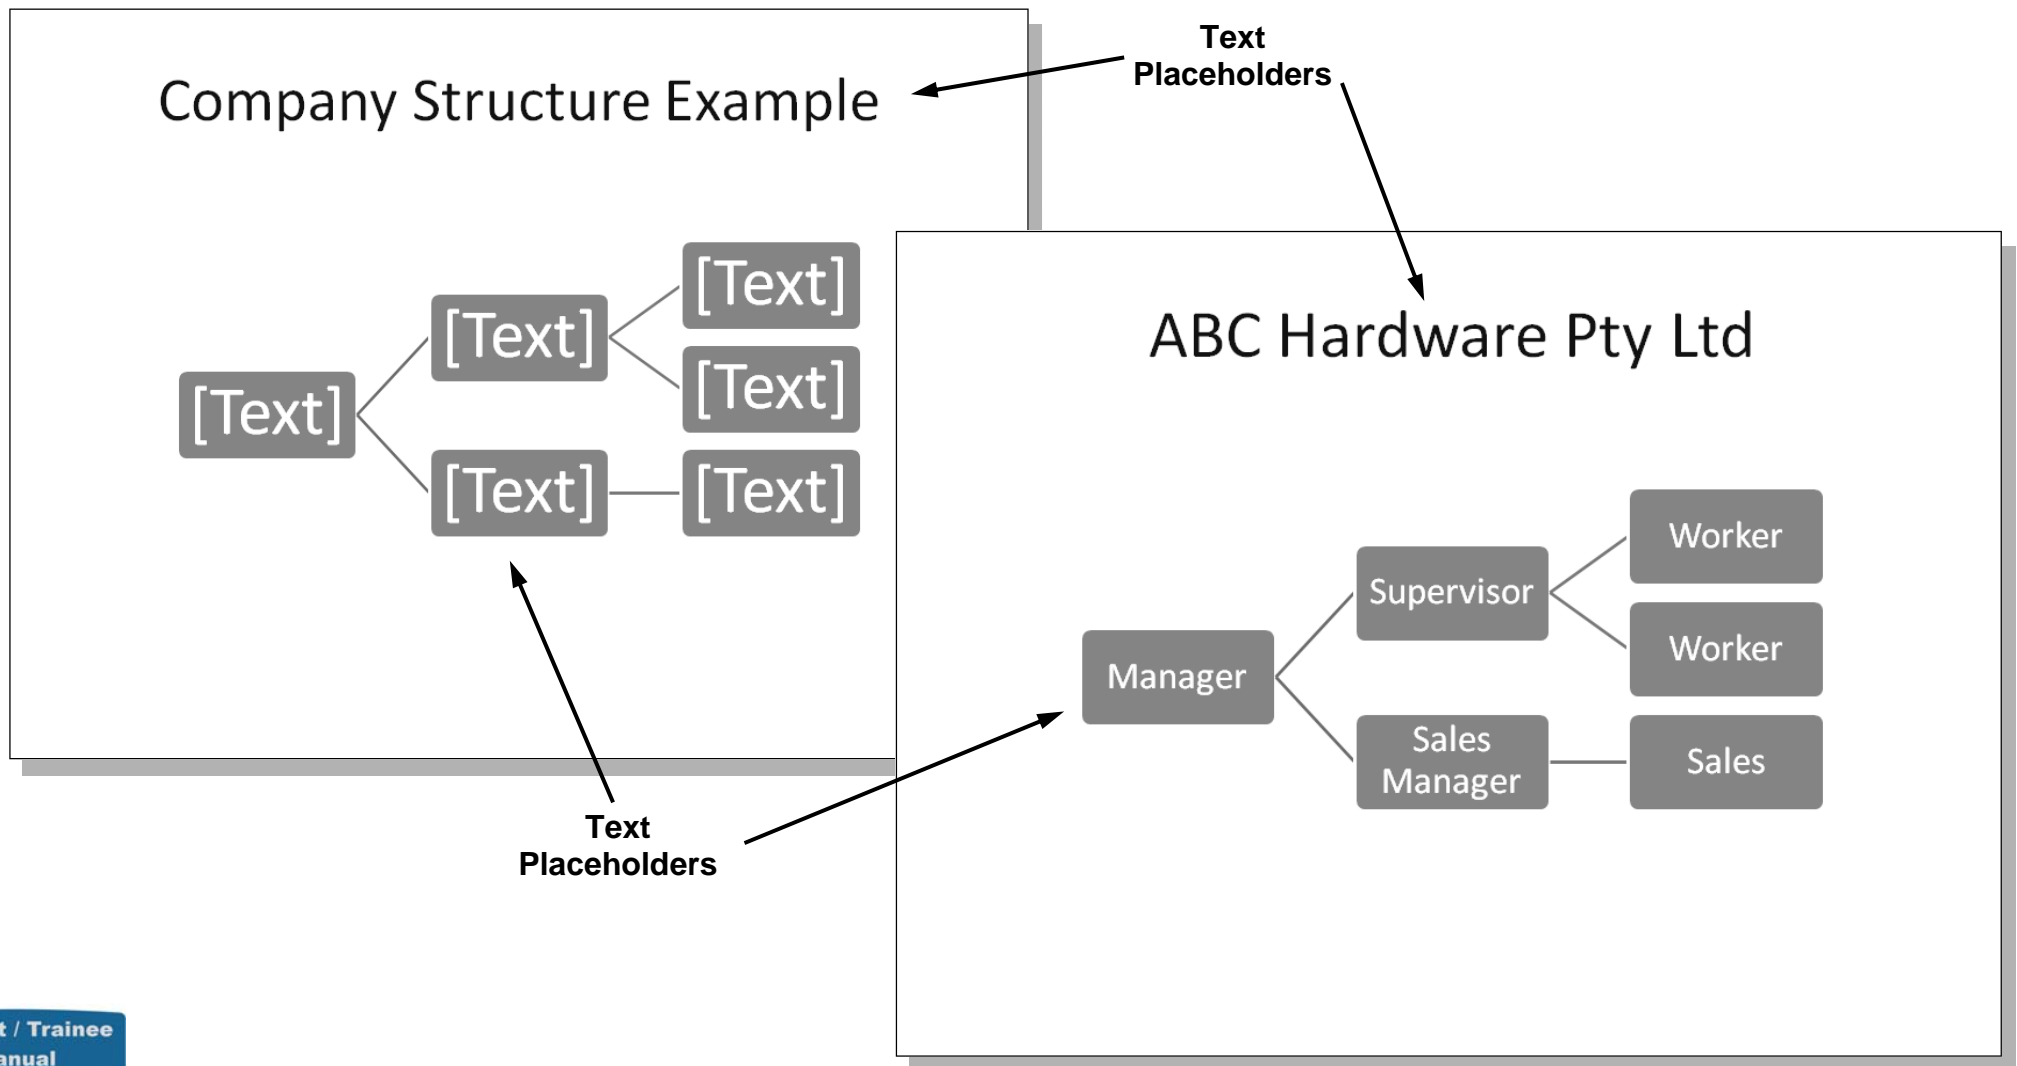 Text
Placeholders
Company Structure Example
[Text]
[Text]
[Text]
[Text]
[Text]
[Text]
ABC Hardware Pty Ltd
Manager
Supervisor
Worker
Worker
Sales
Manager
Sales
Text
Placeholders
/ Trainee